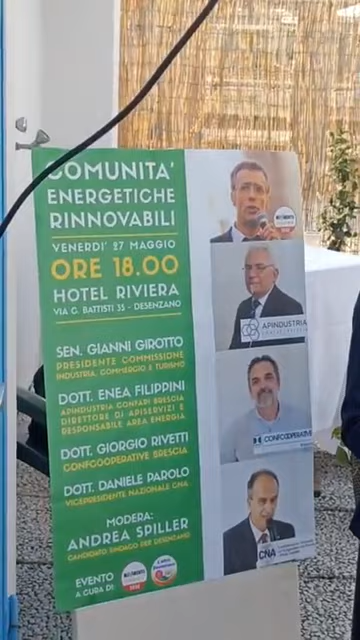 COMUNITA'
ENERGETICHE
RINNOVABILI
VENERDI' 27 MAGGIO
ORE 18.00
HOTEL RIVIERA
VIA G. BATTISTI 35 - DESENZANO
SEN. GIANNI GIROTTO
PRESIDENTE COMMISSIONE
INDUSTRIA, COMMERCIO E TURISMO
DOTT. ENEA FILIPPINI
APINDUSTRIA CONFAPI BRESCIA
DIRETTORE DI APISERVIZI E
RESPONSABILE AREA ENERGIA
DOTT. GIORGIO RIVETTI
CONFCOOPERATIVE BRESCIA
DOTT. DANIELE PAROLO
VICEPRESIDENTE NAZIONALE CNA
MODERA:
ANDREA SPILLER
CANDIDATO SINDACO PER DESENZANO
EVENTO
A CURA DI:
MOVIMENTO
APINDUSTRIA
CONFCOOPERATIVE
CNA